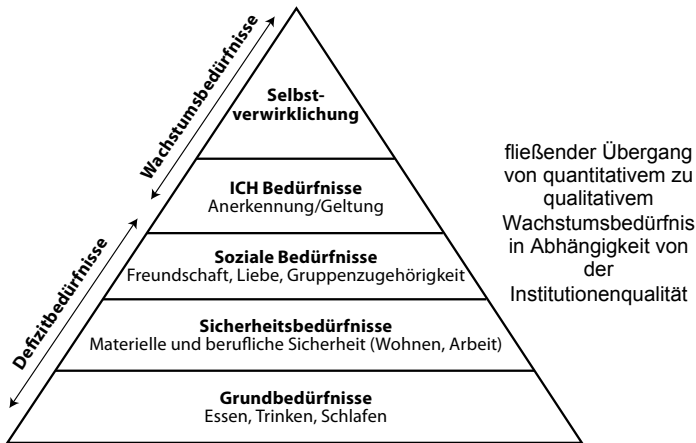 Wachstumsbedürfnisse
Defizitbedürfnisse
Selbst-
verwirklichung
ICH Bedürfnisse
Anerkennung/Geltung
Soziale Bedürfnisse
Freundschaft, Liebe, Gruppenzugehörigkeit
Sicherheitsbedürfnisse
Materielle und berufliche Sicherheit (Wohnen, Arbeit)
Grundbedürfnisse
Essen, Trinken, Schlafen
fließender Übergang
von quantitativem zu
qualitativem
Wachstumsbedürfnis
in Abhängigkeit von
der
Institutionenqualität